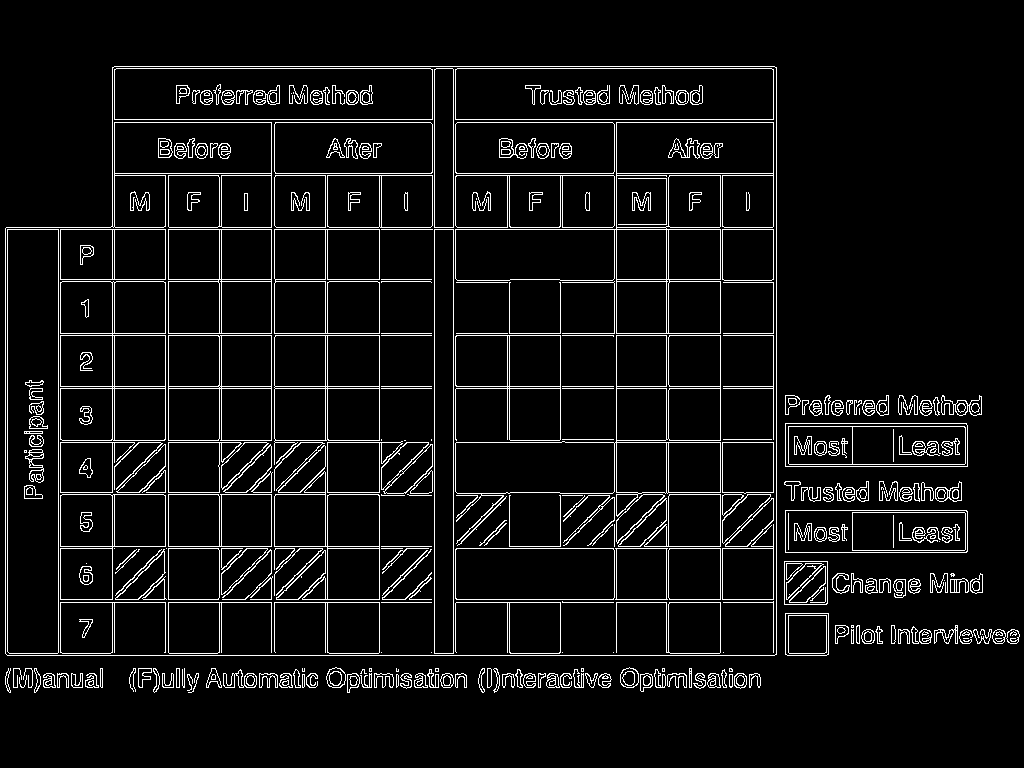 Preferred Method Trusted Method
Before After Before After
M F I M F I M F I M F I
P
1
2
3
4
5
6
7
Participant
Preferred Method
Most Least
Trusted Method
Most Least
Change Mind
Pilot Interviewee
(M)anual (F)ully Automatic Optimisation (I)nteractive Optimisation